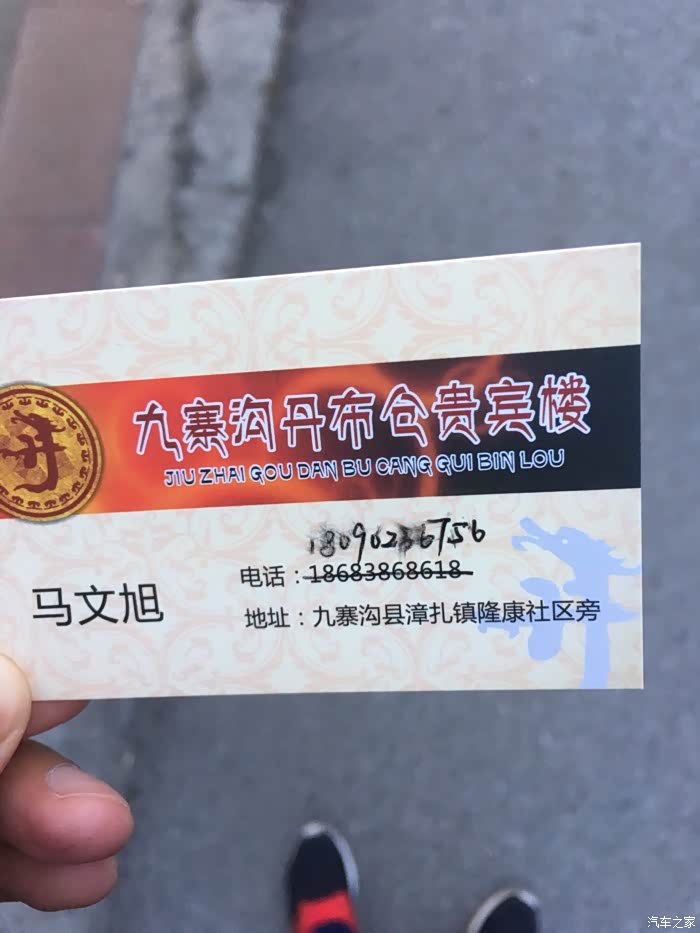 九寨沟丹布仓贵宾楼
JIU ZHAI GOU DAN BU CANG GUI BIN LOU
马文旭
电话：18683868618
地址：九寨沟县漳扎镇隆康社区旁
汽车之家